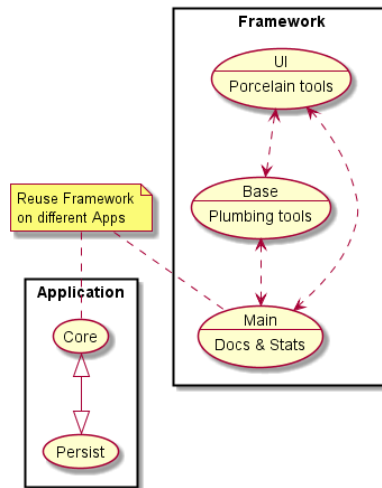 Framework
UI
Porcelain tools
Base
Plumbing tools
Reuse Framework
on different Apps
Application
Core
Main
Docs & Stats
Persist